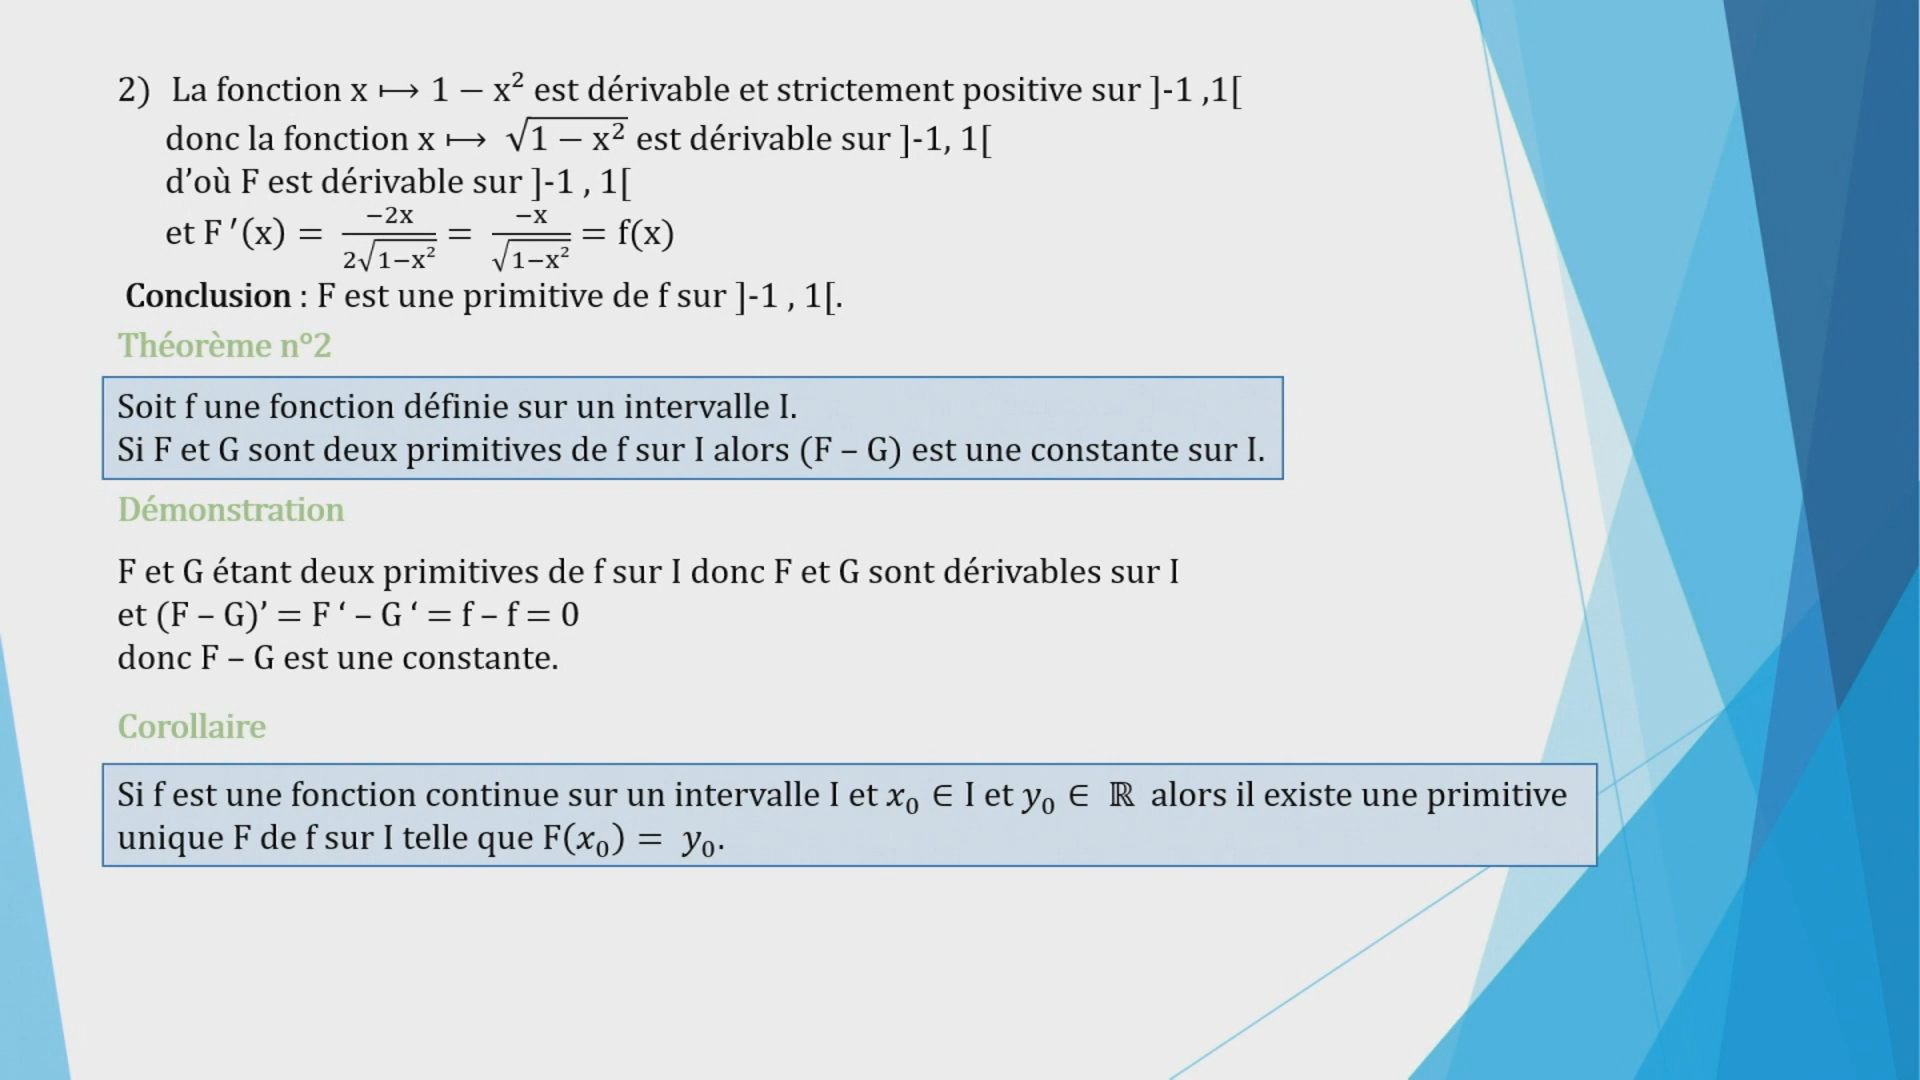 2) La fonction x ⟼ 1 − x² est dérivable et strictement positive sur ]-1 ,1[
donc la fonction x ⟼ √(1 − x²) est dérivable sur ]-1, 1[
d’où F est dérivable sur ]-1 , 1[
et F ′(x) = −2x/(2√(1−x²)) = −x/√(1−x²) = f(x)
Conclusion : F est une primitive de f sur ]-1 , 1[.
Théorème n°2
Soit f une fonction définie sur un intervalle I.
Si F et G sont deux primitives de f sur I alors (F – G) est une constante sur I.
Démonstration
F et G étant deux primitives de f sur I donc F et G sont dérivables sur I
et (F – G)’ = F ‘ – G ‘ = f – f = 0
donc F – G est une constante.
Corollaire
Si f est une fonction continue sur un intervalle I et x₀ ∈ I et y₀ ∈ ℝ alors il existe une primitive
unique F de f sur I telle que F(x₀) = y₀.